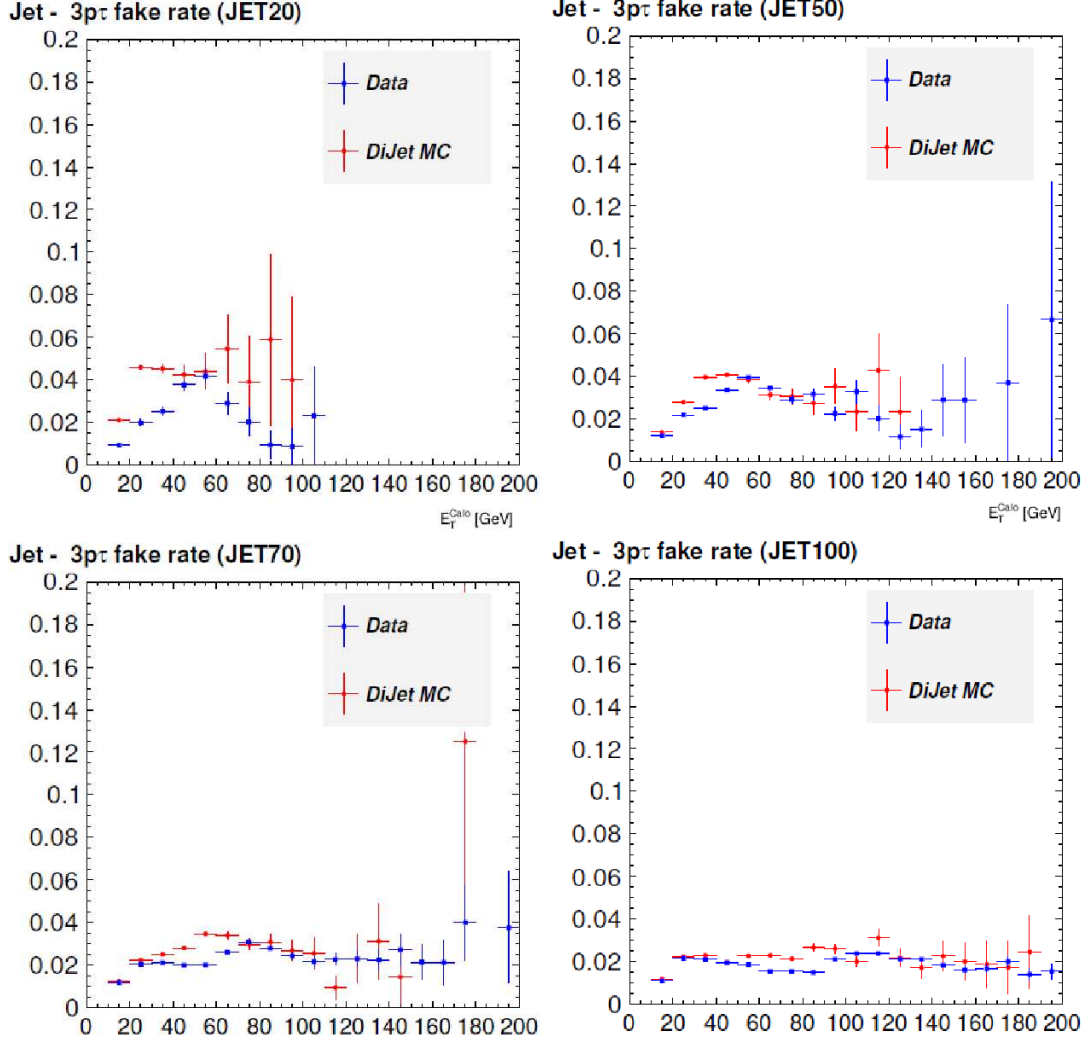 Jet - 3pτ fake rate (JET20)
0.2
0.18
0.16
0.14
0.12
0.1
0.08
0.06
0.04
0.02
0
0 20 40 60 80 100 120 140 160 180 200
E_T^Calo [GeV]
Data
DiJet MC
Jet - 3pτ fake rate (JET50)
0.2
0.18
0.16
0.14
0.12
0.1
0.08
0.06
0.04
0.02
0
0 20 40 60 80 100 120 140 160 180 200
E_T^Calo [GeV]
Data
DiJet MC
Jet - 3pτ fake rate (JET70)
0.2
0.18
0.16
0.14
0.12
0.1
0.08
0.06
0.04
0.02
0
0 20 40 60 80 100 120 140 160 180 200
Data
DiJet MC
Jet - 3pτ fake rate (JET100)
0.2
0.18
0.16
0.14
0.12
0.1
0.08
0.06
0.04
0.02
0
0 20 40 60 80 100 120 140 160 180 200
Data
DiJet MC